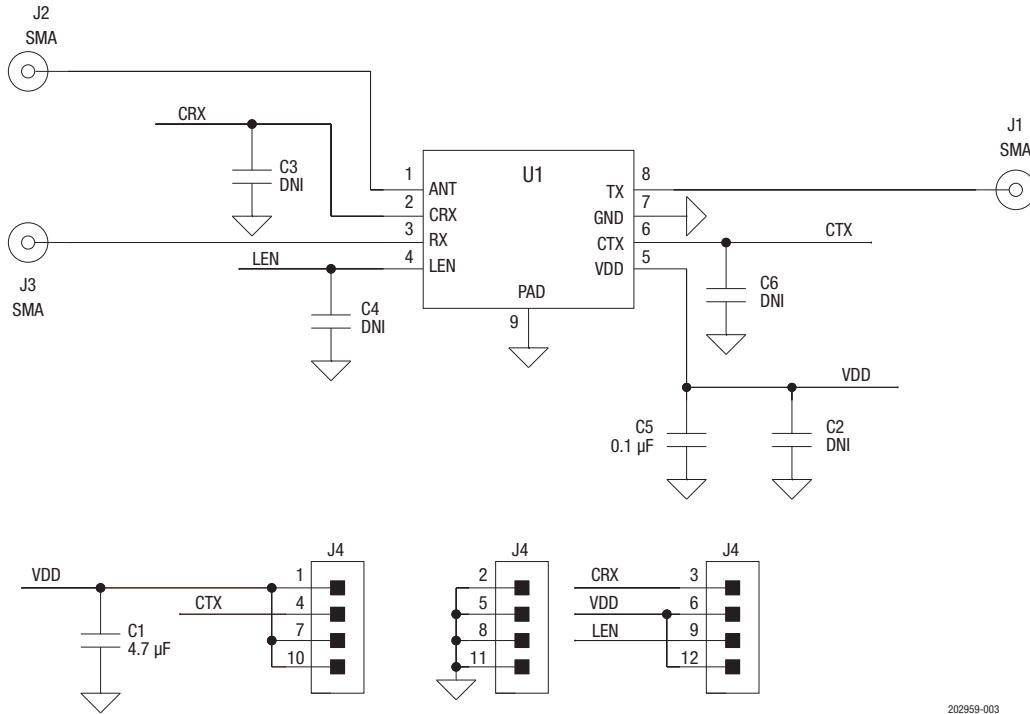 J2
SMA
CRX
C3
DNI
J3
SMA
LEN
C4
DNI
U1
1
ANT
2
CRX
3
RX
4
LEN
PAD
9
TX
8
GND
7
CTX
6
VDD
5
J1
SMA
CTX
C6
DNI
VDD
C5
0.1 µF
C2
DNI
VDD
C1
4.7 µF
CTX
J4
1
4
7
10
J4
2
5
8
11
J4
CRX
3
VDD
6
LEN
9
12
202959-003